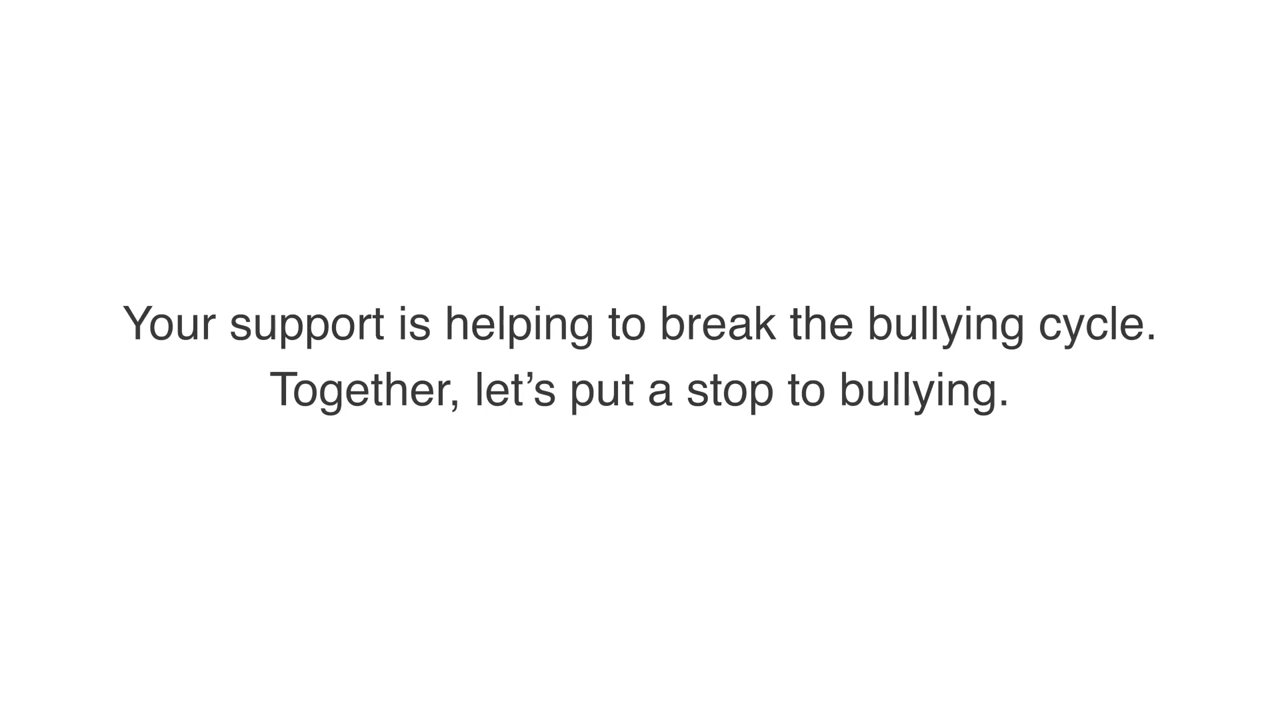 Your support is helping to break the bullying cycle.
Together, let’s put a stop to bullying.